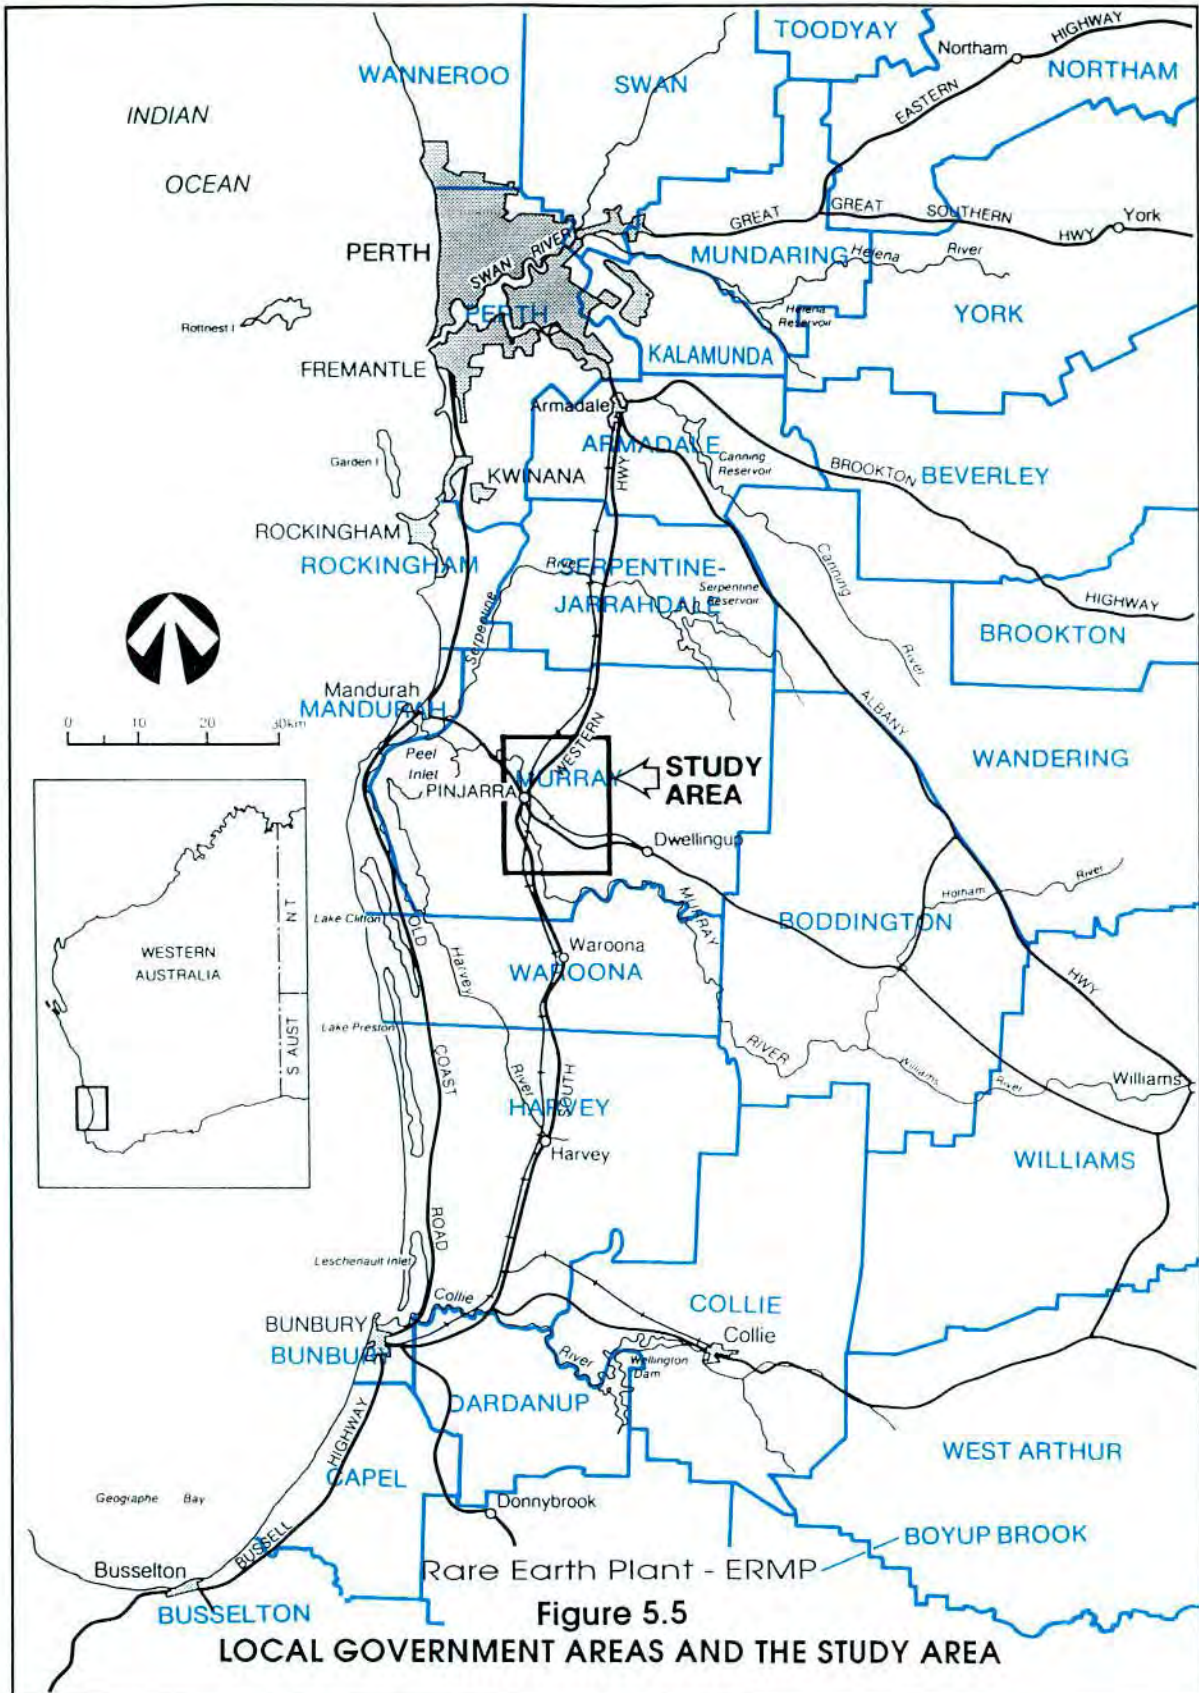 TOODYAY
HIGHWAY
Northam
WANNEROO
SWAN
NORTHAM
EASTERN
INDIAN
OCEAN
GREAT
GREAT
SOUTHERN
HWY
York
PERTH
SWAN RIVER
MUNDARING
Helena
River
Rottnest I
PERTH
Helena
Reservoir
YORK
KALAMUNDA
FREMANTLE
Armadale
ARMADALE
Garden I
HWY
Canning
Reservoir
BROOKTON
BEVERLEY
KWINANA
ROCKINGHAM
ROCKINGHAM
River
SERPENTINE-
JARRAHDALE
Serpentine
Reservoir
Serpentine
Canning
River
HIGHWAY
BROOKTON
Mandurah
MANDURAH
0 10 20 30km
ALBANY
WANDERING
Peel
Inlet
WESTERN
MURRAY
STUDY
AREA
PINJARRA
Dwellingup
MURRAY
Hotham
River
BODDINGTON
Lake Clifton
OLD
Harvey
Waroona
WAROONA
HWY
WESTERN
AUSTRALIA
N T
S AUST
Lake Preston
COAST
River
SOUTH
RIVER
Williams
River
Williams
HARVEY
Harvey
WILLIAMS
ROAD
Leschenault Inlet
Collie
COLLIE
Collie
BUNBURY
BUNBURY
River
Wellington
Dam
DARDANUP
HIGHWAY
CAPEL
WEST ARTHUR
Geographe Bay
Donnybrook
BOYUP BROOK
BUSSELL
Busselton
BUSSELTON
Rare Earth Plant - ERMP
Figure 5.5
LOCAL GOVERNMENT AREAS AND THE STUDY AREA